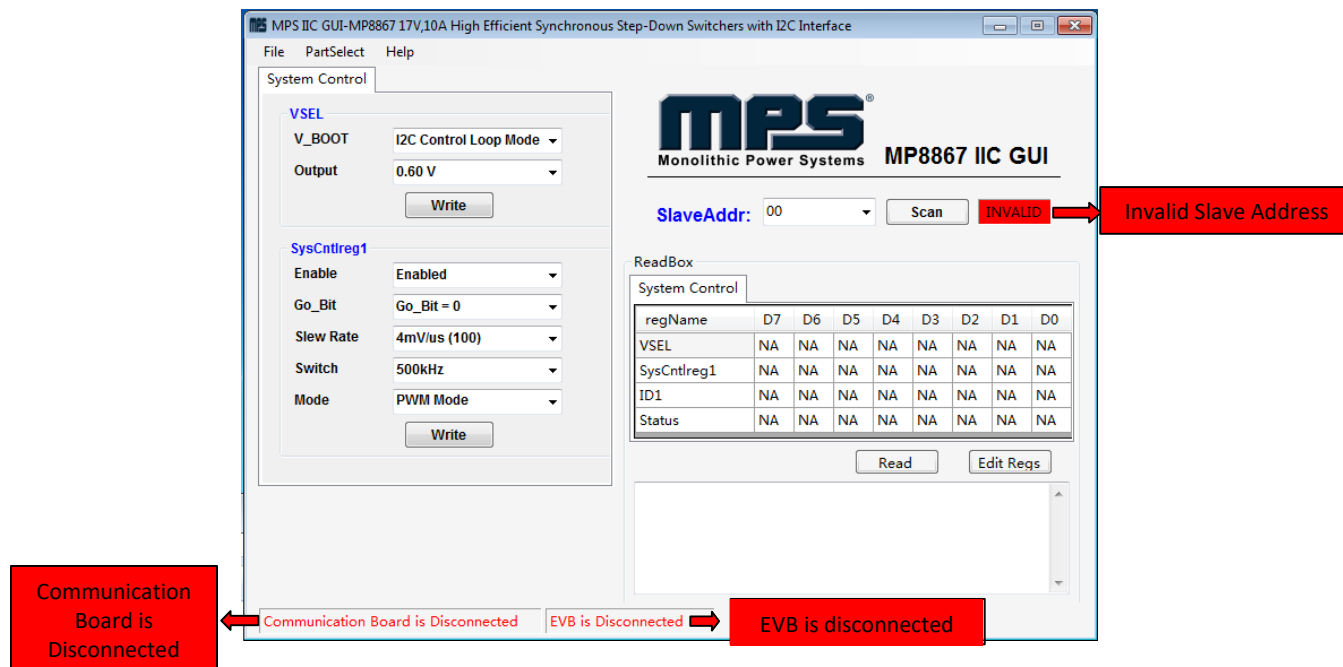 MPS IIC GUI-MP8867 17V,10A High Efficient Synchronous Step-Down Switchers with I2C Interface
File PartSelect Help
System Control
VSEL
V_BOOT I2C Control Loop Mode
Output 0.60 V
Write
SysCntlreg1
Enable Enabled
Go_Bit Go_Bit = 0
Slew Rate 4mV/us (100)
Switch 500kHz
Mode PWM Mode
Write
mps®
Monolithic Power Systems MP8867 IIC GUI
SlaveAddr: 00 Scan INVALID
Invalid Slave Address
ReadBox
System Control
regName D7 D6 D5 D4 D3 D2 D1 D0
VSEL NA NA NA NA NA NA NA NA
SysCntlreg1 NA NA NA NA NA NA NA NA
ID1 NA NA NA NA NA NA NA NA
Status NA NA NA NA NA NA NA NA
Read Edit Regs
Communication
Board is
Disconnected
Communication Board is Disconnected EVB is Disconnected
EVB is disconnected